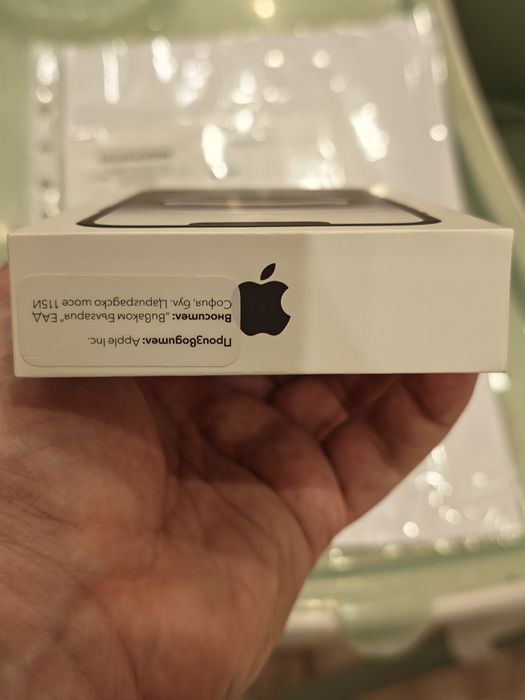 Производител: Apple Inc.
Вносител: „Виваком България“ ЕАД
София, бул. Цариградско шосе 115И